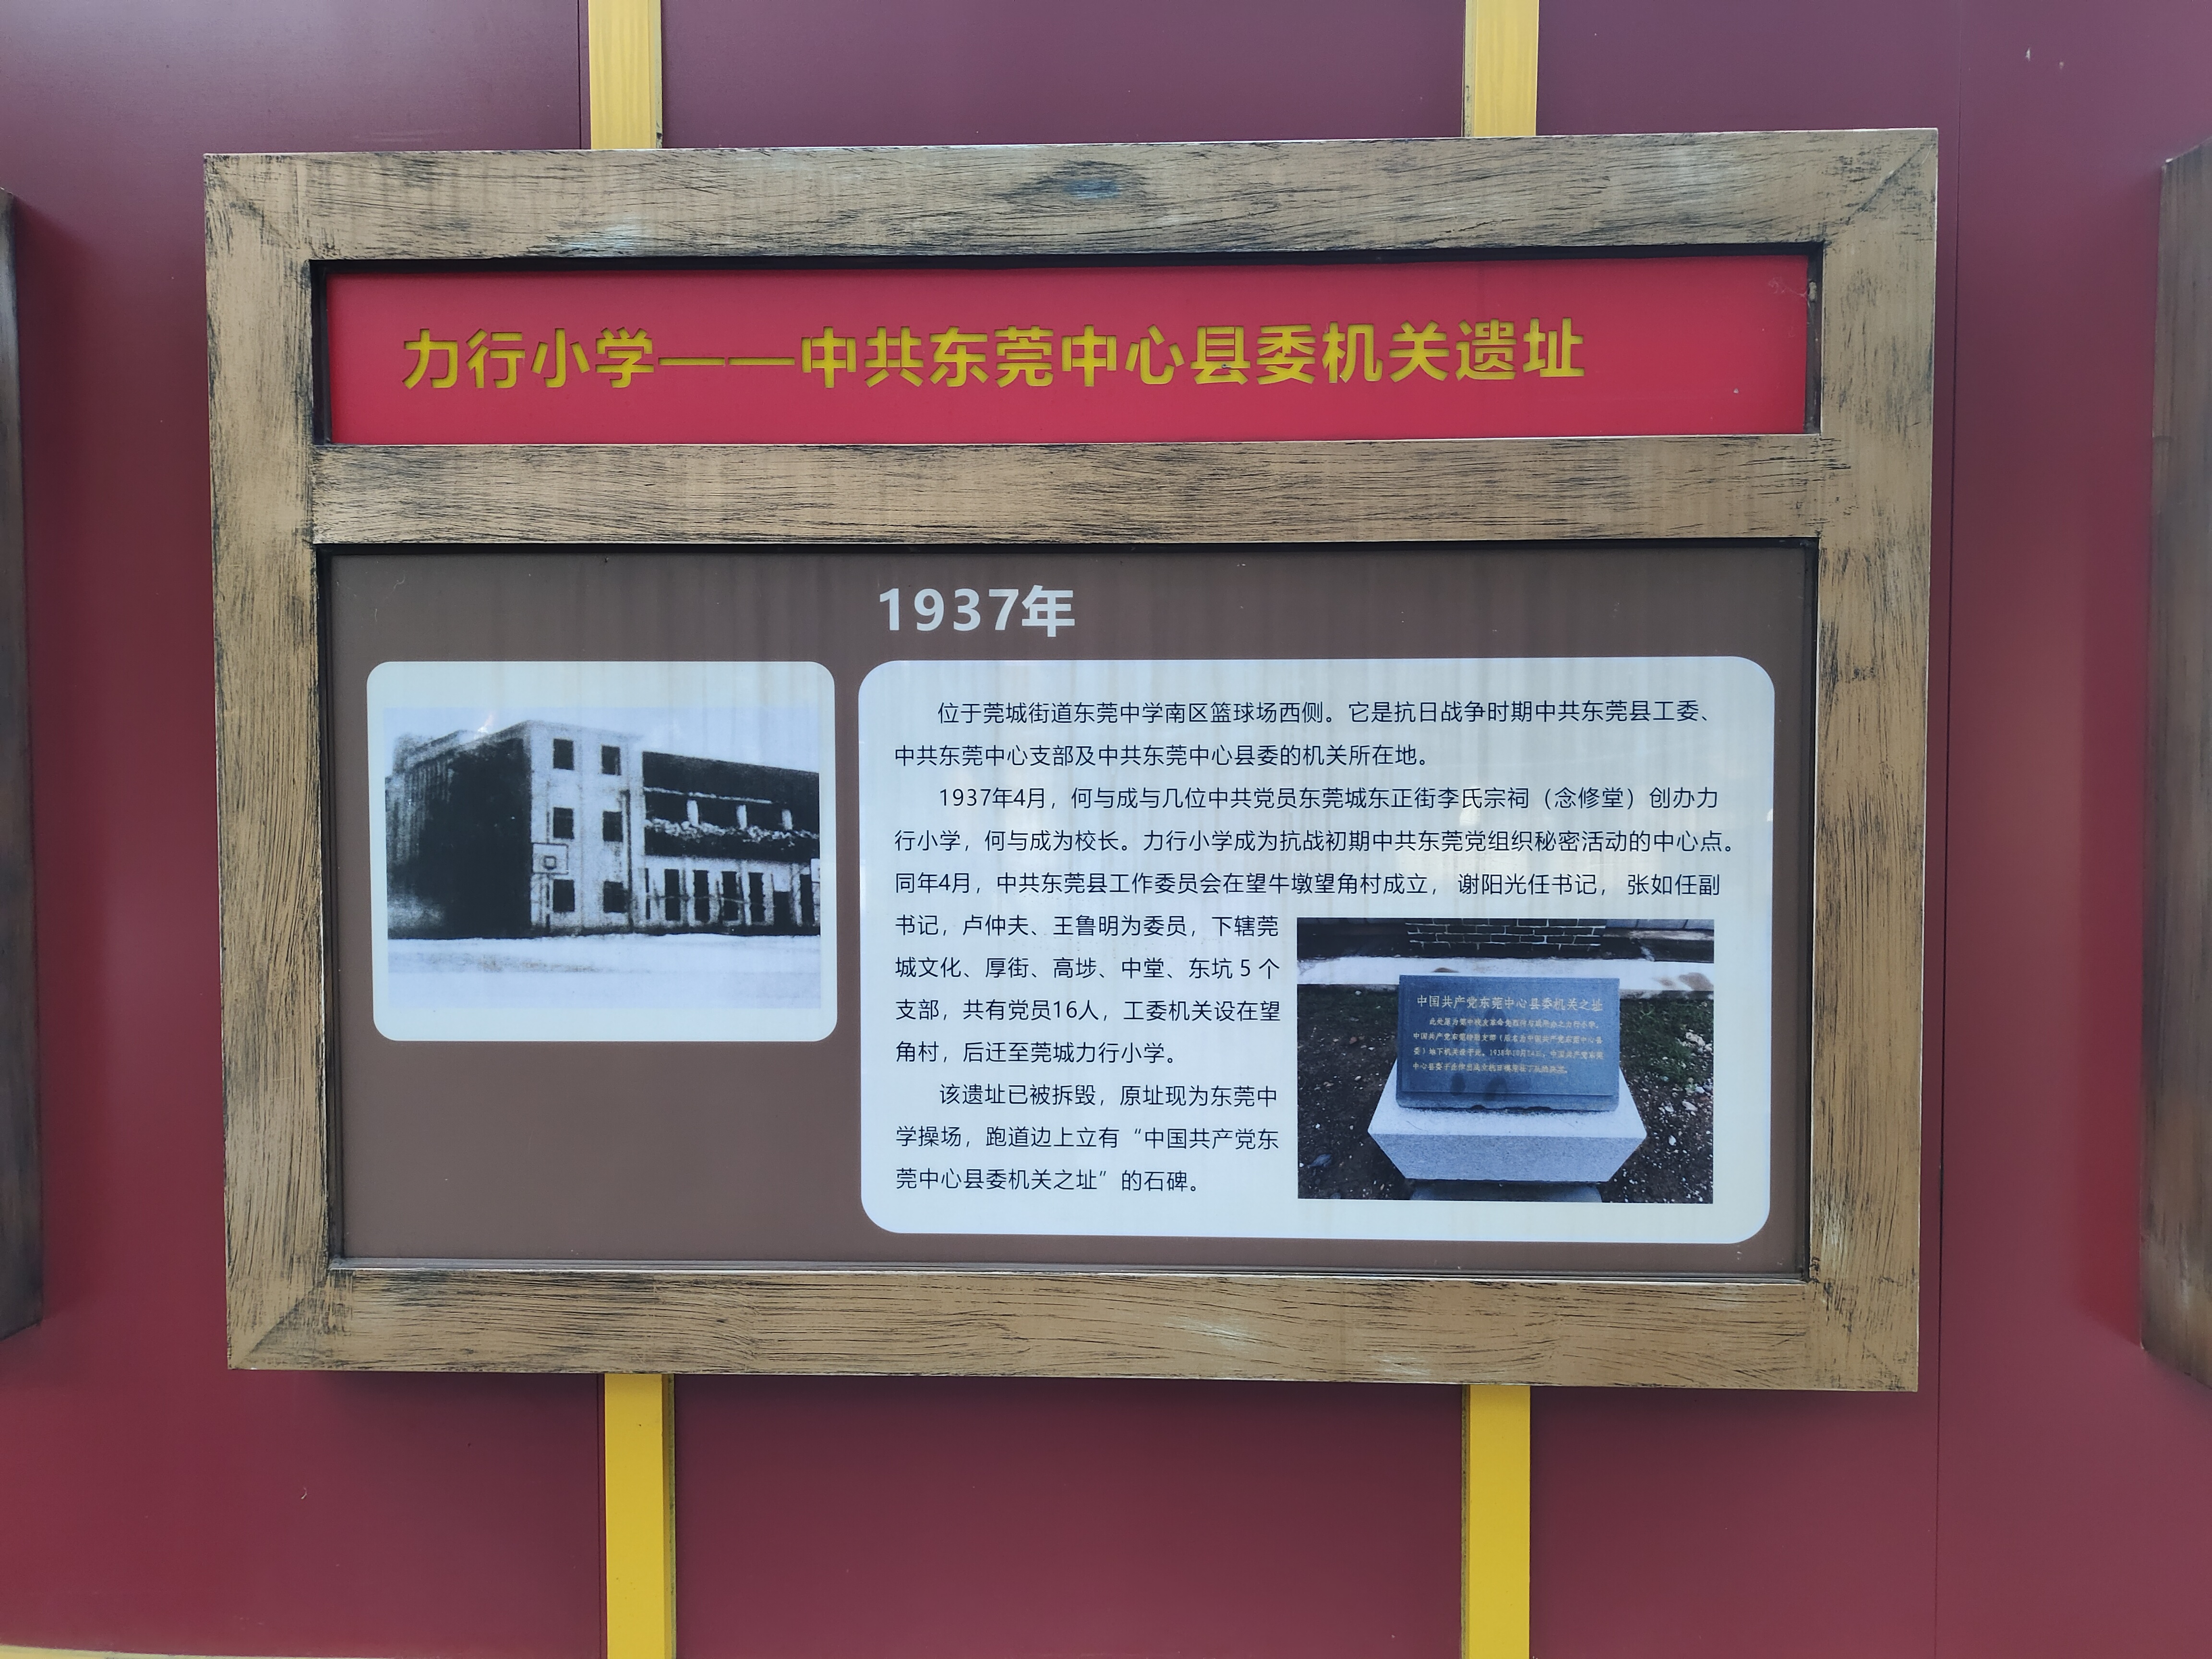 力行小学——中共东莞中心县委机关遗址
1937年
位于莞城街道东莞中学南区篮球场西侧。它是抗日战争时期中共东莞县工委、
中共东莞中心支部及中共东莞中心县委的机关所在地。
1937年4月，何与成与几位中共党员东莞城东正街李氏宗祠（念修堂）创办力
行小学，何与成为校长。力行小学成为抗战初期中共东莞党组织秘密活动的中心点。
同年4月，中共东莞县工作委员会在望牛墩望角村成立，谢阳光任书记，张如任副
书记，卢仲夫、王鲁明为委员，下辖莞
城文化、厚街、高埗、中堂、东坑5个
支部，共有党员16人，工委机关设在望
角村，后迁至莞城力行小学。
该遗址已被拆毁，原址现为东莞中
学操场，跑道边上立有“中国共产党东
莞中心县委机关之址”的石碑。
中国共产党东莞中心县委机关之址